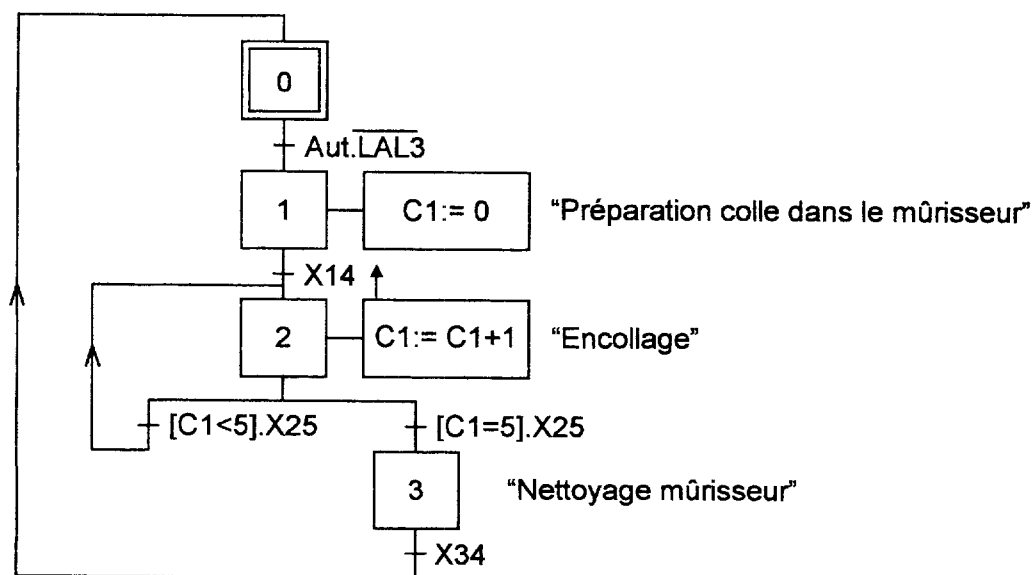 0
Aut.L̅A̅L̅3̅
1 C1:= 0 “Préparation colle dans le mûrisseur”
X14
2 C1:= C1+1 “Encollage”
[C1<5].X25 [C1=5].X25
3 “Nettoyage mûrisseur”
X34